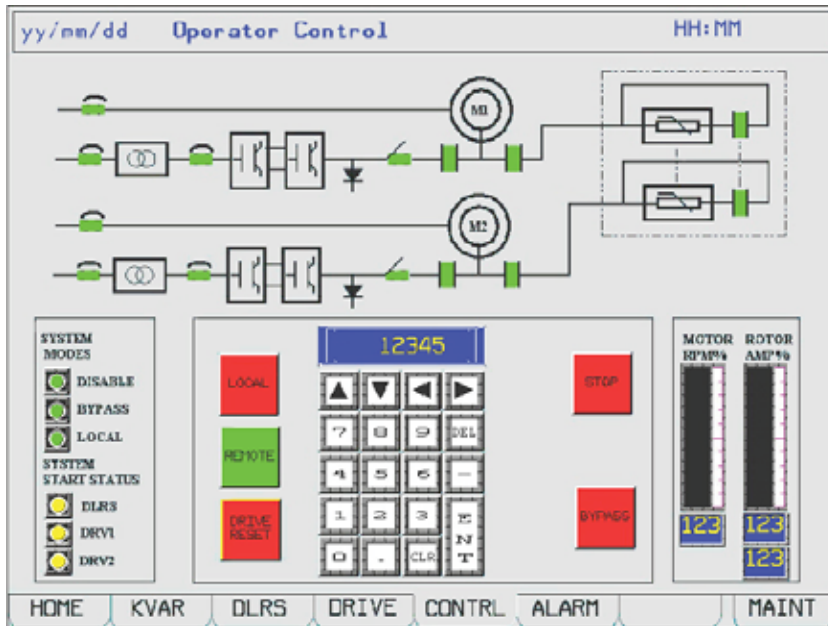 yy/mm/dd Operator Control HH:MM
M1
M2
SYSTEM
MODES
DISABLE
BYPASS
LOCAL
SYSTEM
START STATUS
DLRS
DRV1
DRV2
12345
LOCAL
REMOTE
DRIVE
RESET
7 8 9 DEL
4 5 6 -
1 2 3 ENT
0 . CLR
STOP
BYPASS
MOTOR
RPM%
ROTOR
AMP%
123 123
123
HOME KVAR DLRS DRIVE CONTRL ALARM MAINT